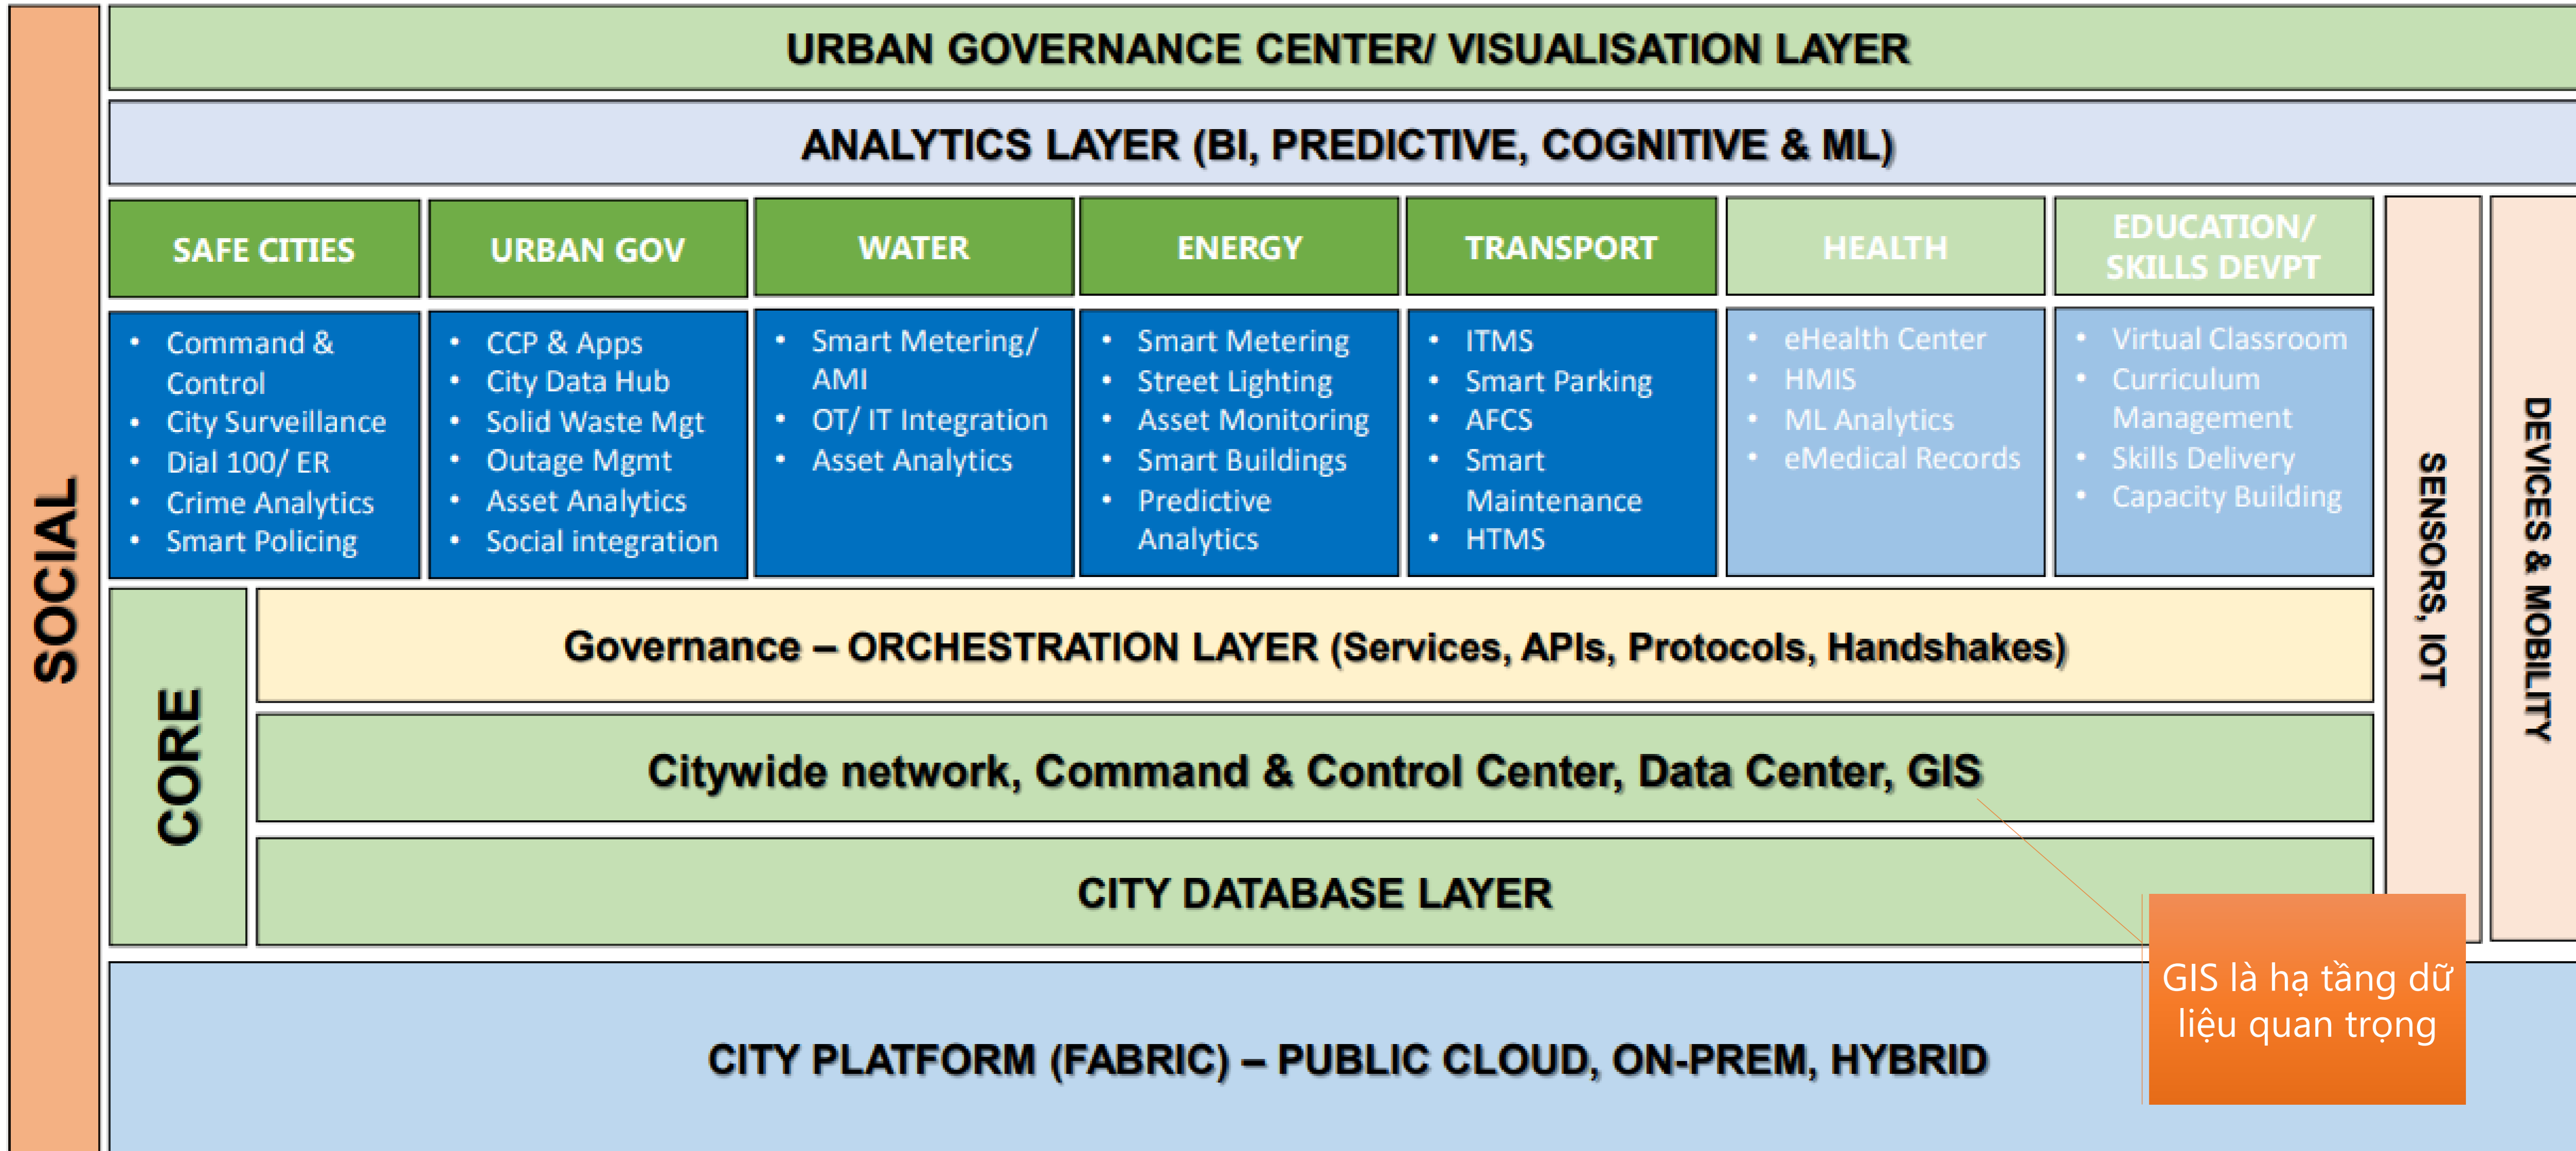 SOCIAL
URBAN GOVERNANCE CENTER/ VISUALISATION LAYER
ANALYTICS LAYER (BI, PREDICTIVE, COGNITIVE & ML)
SAFE CITIES
• Command &
Control
• City Surveillance
• Dial 100/ ER
• Crime Analytics
• Smart Policing
URBAN GOV
• CCP & Apps
• City Data Hub
• Solid Waste Mgt
• Outage Mgmt
• Asset Analytics
• Social integration
WATER
• Smart Metering/
AMI
• OT/ IT Integration
• Asset Analytics
ENERGY
• Smart Metering
• Street Lighting
• Asset Monitoring
• Smart Buildings
• Predictive
Analytics
TRANSPORT
• ITMS
• Smart Parking
• AFCS
• Smart
Maintenance
• HTMS
HEALTH
• eHealth Center
• HMIS
• ML Analytics
• eMedical Records
EDUCATION/
SKILLS DEVPT
• Virtual Classroom
• Curriculum
Management
• Skills Delivery
• Capacity Building
SENSORS, IOT
DEVICES & MOBILITY
CORE
Governance – ORCHESTRATION LAYER (Services, APIs, Protocols, Handshakes)
Citywide network, Command & Control Center, Data Center, GIS
CITY DATABASE LAYER
GIS là hạ tầng dữ
liệu quan trọng
CITY PLATFORM (FABRIC) – PUBLIC CLOUD, ON-PREM, HYBRID